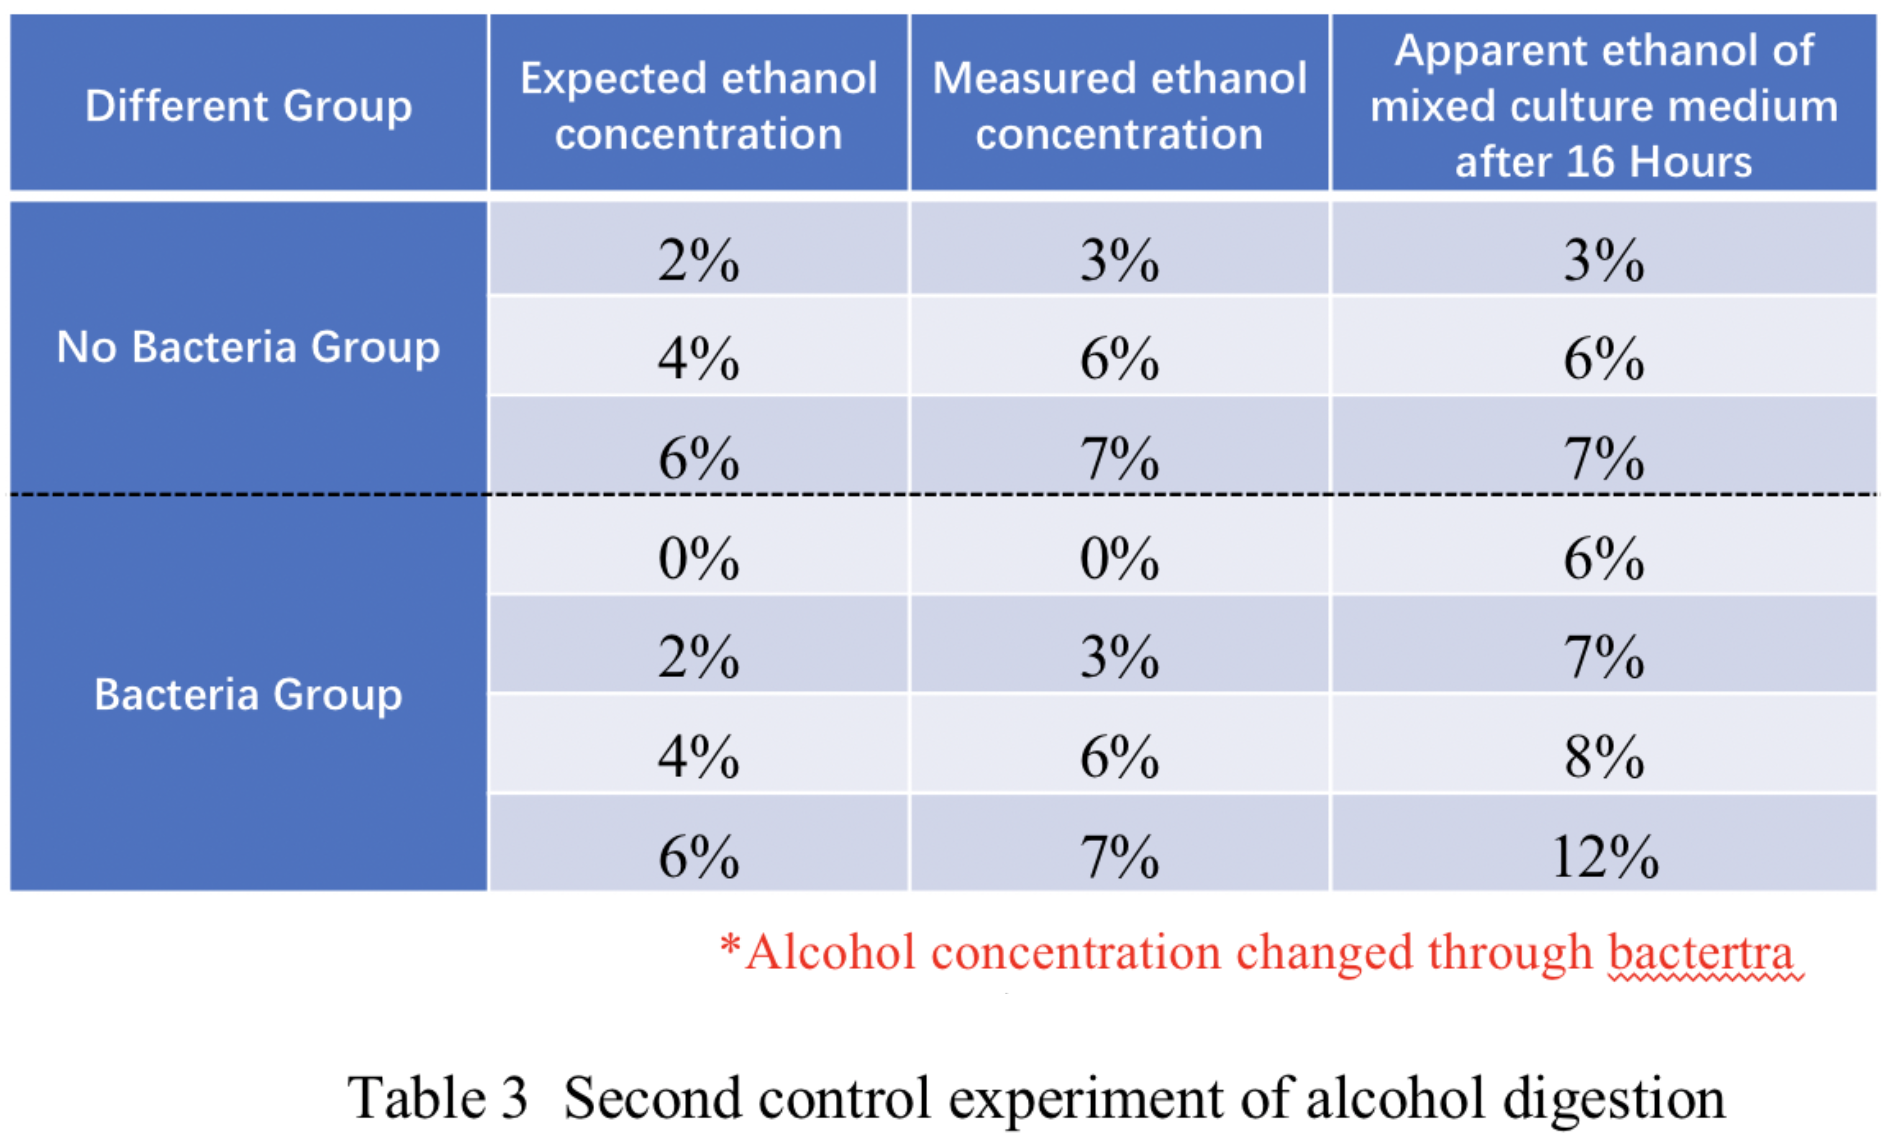 Different Group
Expected ethanol
concentration
Measured ethanol
concentration
Apparent ethanol of
mixed culture medium
after 16 Hours
No Bacteria Group
2%
3%
3%
4%
6%
6%
6%
7%
7%
Bacteria Group
0%
0%
6%
2%
3%
7%
4%
6%
8%
6%
7%
12%
*Alcohol concentration changed through bactertra
Table 3 Second control experiment of alcohol digestion